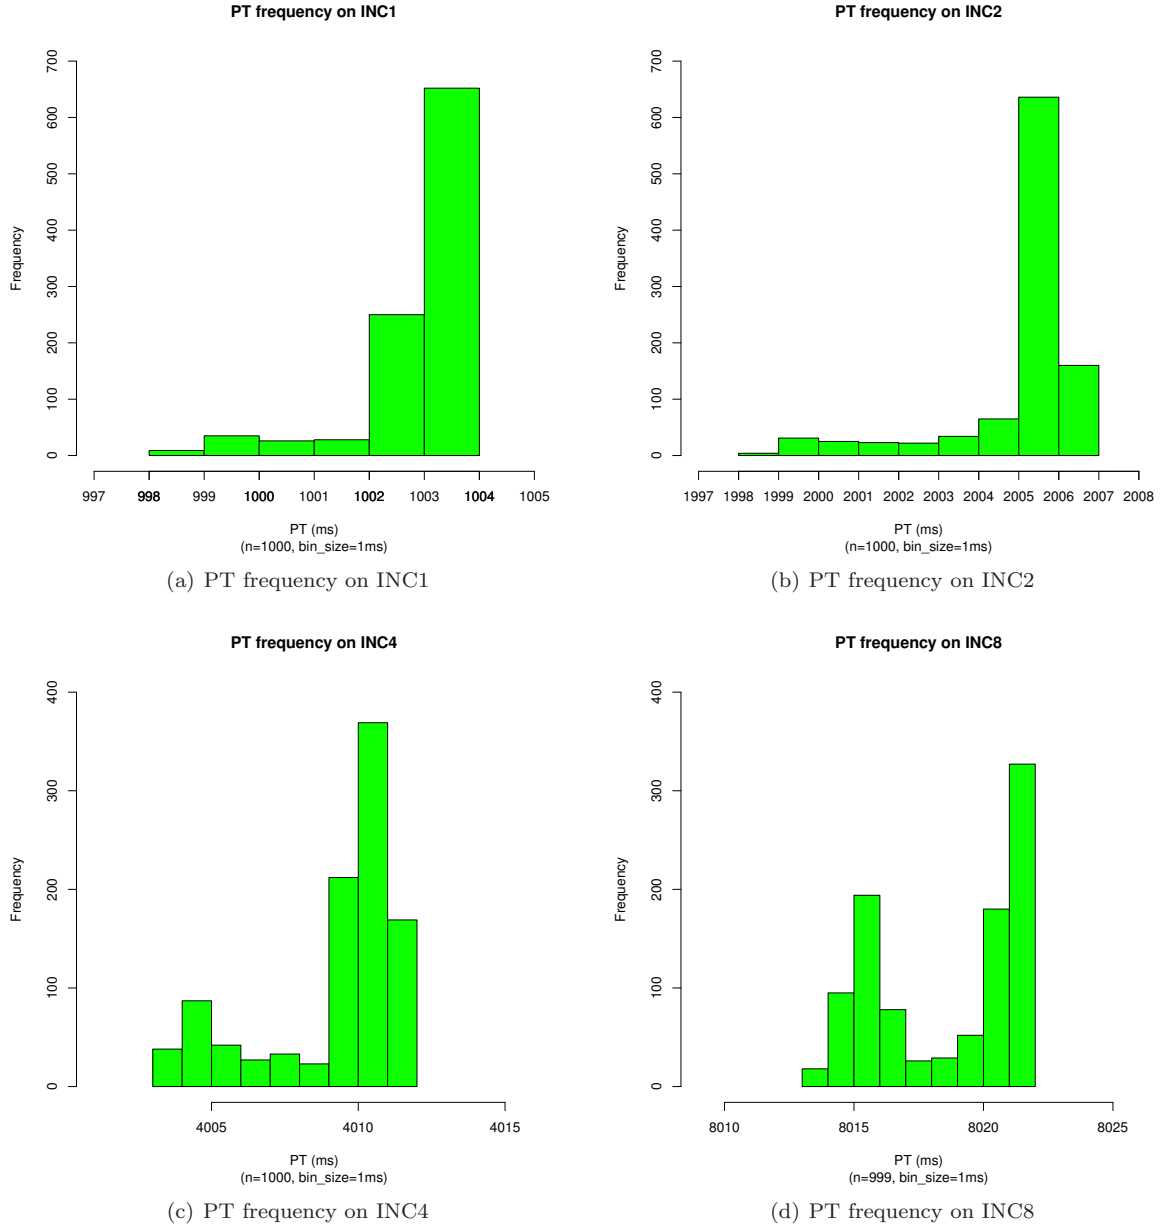 PT frequency on INC1
Frequency
700
600
500
400
300
200
100
0
997 998 999 1000 1001 1002 1003 1004 1005
PT (ms)
(n=1000, bin_size=1ms)
(a) PT frequency on INC1
PT frequency on INC2
Frequency
700
600
500
400
300
200
100
0
1997 1998 1999 2000 2001 2002 2003 2004 2005 2006 2007 2008
PT (ms)
(n=1000, bin_size=1ms)
(b) PT frequency on INC2
PT frequency on INC4
Frequency
400
300
200
100
0
4005 4010 4015
PT (ms)
(n=1000, bin_size=1ms)
(c) PT frequency on INC4
PT frequency on INC8
Frequency
400
300
200
100
0
8010 8015 8020 8025
PT (ms)
(n=999, bin_size=1ms)
(d) PT frequency on INC8